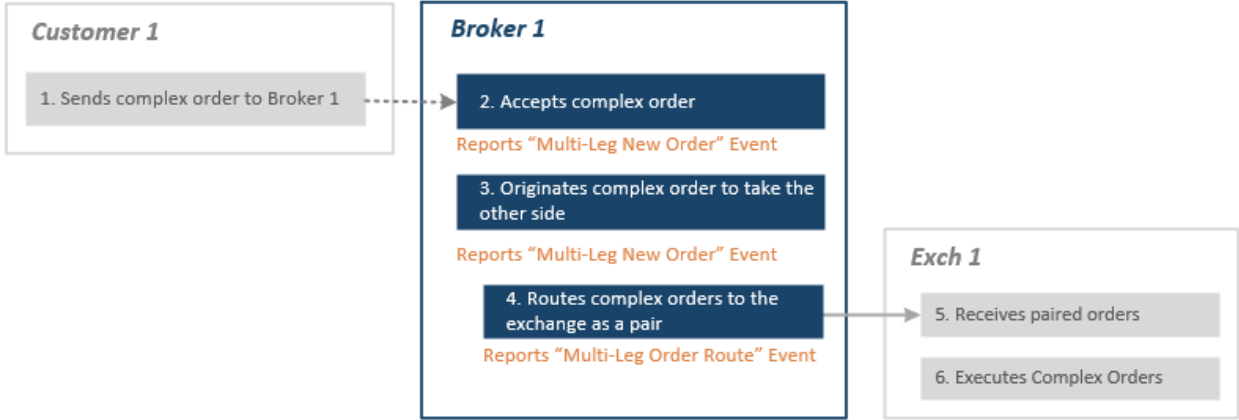 Customer 1
1. Sends complex order to Broker 1
Broker 1
2. Accepts complex order
Reports “Multi-Leg New Order” Event
3. Originates complex order to take the
other side
Reports “Multi-Leg New Order” Event
4. Routes complex orders to the
exchange as a pair
Reports “Multi-Leg Order Route” Event
Exch 1
5. Receives paired orders
6. Executes Complex Orders